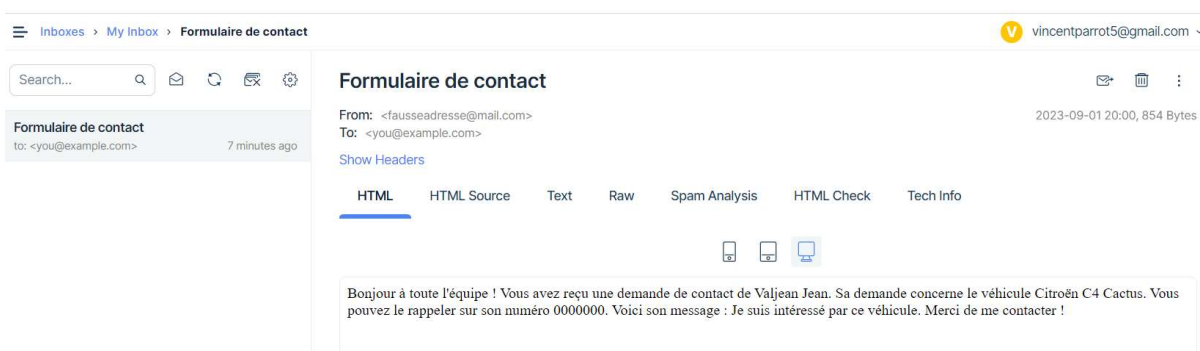 Inboxes > My Inbox > Formulaire de contact
V vincentparrot5@gmail.com
Search...
Formulaire de contact
to: <you@example.com> 7 minutes ago
Formulaire de contact
From: <fausseadresse@mail.com>
2023-09-01 20:00, 854 Bytes
To: <you@example.com>
Show Headers
HTML HTML Source Text Raw Spam Analysis HTML Check Tech Info
Bonjour à toute l'équipe ! Vous avez reçu une demande de contact de Valjean Jean. Sa demande concerne le véhicule Citroën C4 Cactus. Vous
pouvez le rappeler sur son numéro 0000000. Voici son message : Je suis intéressé par ce véhicule. Merci de me contacter !